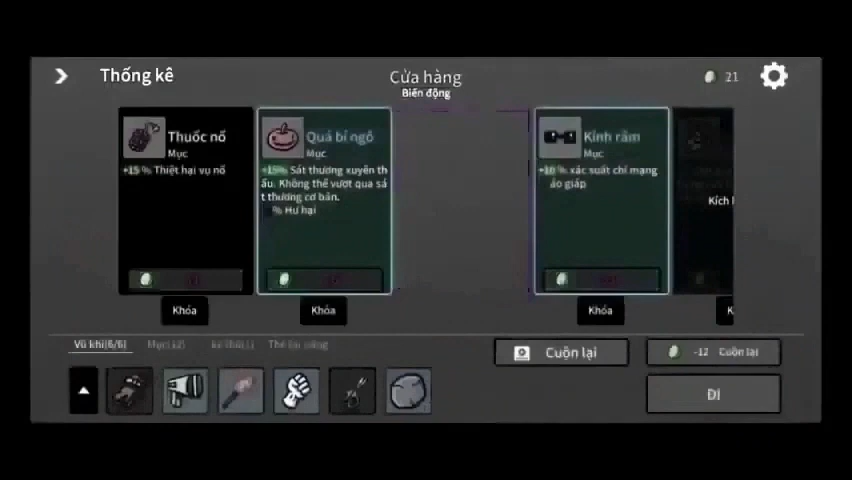 Thống kê
Cửa hàng
Biến động
21
Thuốc nổ
Mục
+15 % Thiệt hại vụ nổ
Khóa
Quả bí ngô
Mục
+15% Sát thương xuyên th
ấu. Không thể vượt qua sá
t thương cơ bản.
% Hư hại
Khóa
Kính râm
Mục
+10 % xác suất chí mạng
áo giáp
Khóa
Kích
K
Vũ khí(6/6)
Cuộn lại
-12 Cuộn lại
Đi